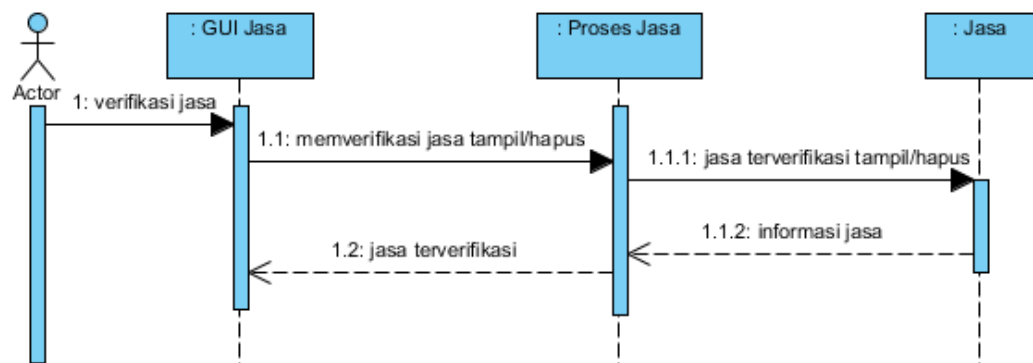 : GUI Jasa
: Proses Jasa
: Jasa
Actor
1: verifikasi jasa
1.1: memverifikasi jasa tampil/hapus
1.1.1: jasa terverifikasi tampil/hapus
1.1.2: informasi jasa
1.2: jasa terverifikasi